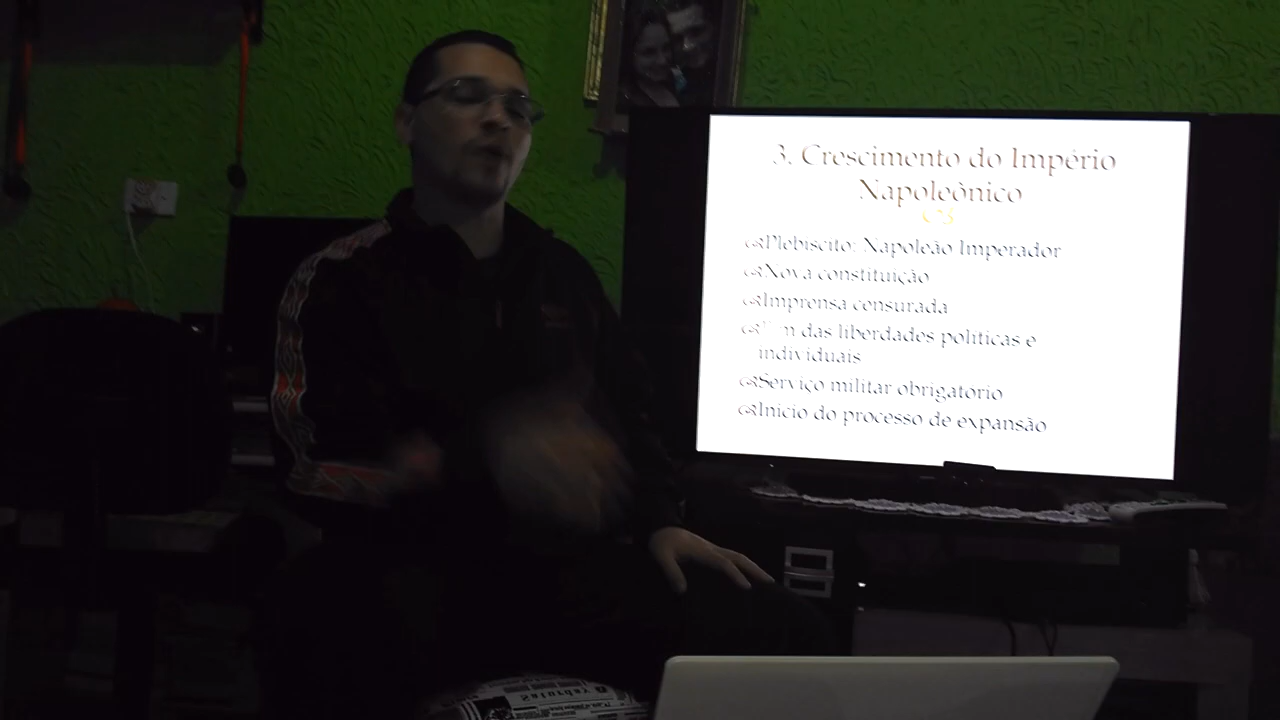 3. Crescimento do Império
Napoleônico
Plebiscito: Napoleão Imperador
Nova constituição
Imprensa censurada
das liberdades políticas e
individuais
Serviço militar obrigatório
Início do processo de expansão